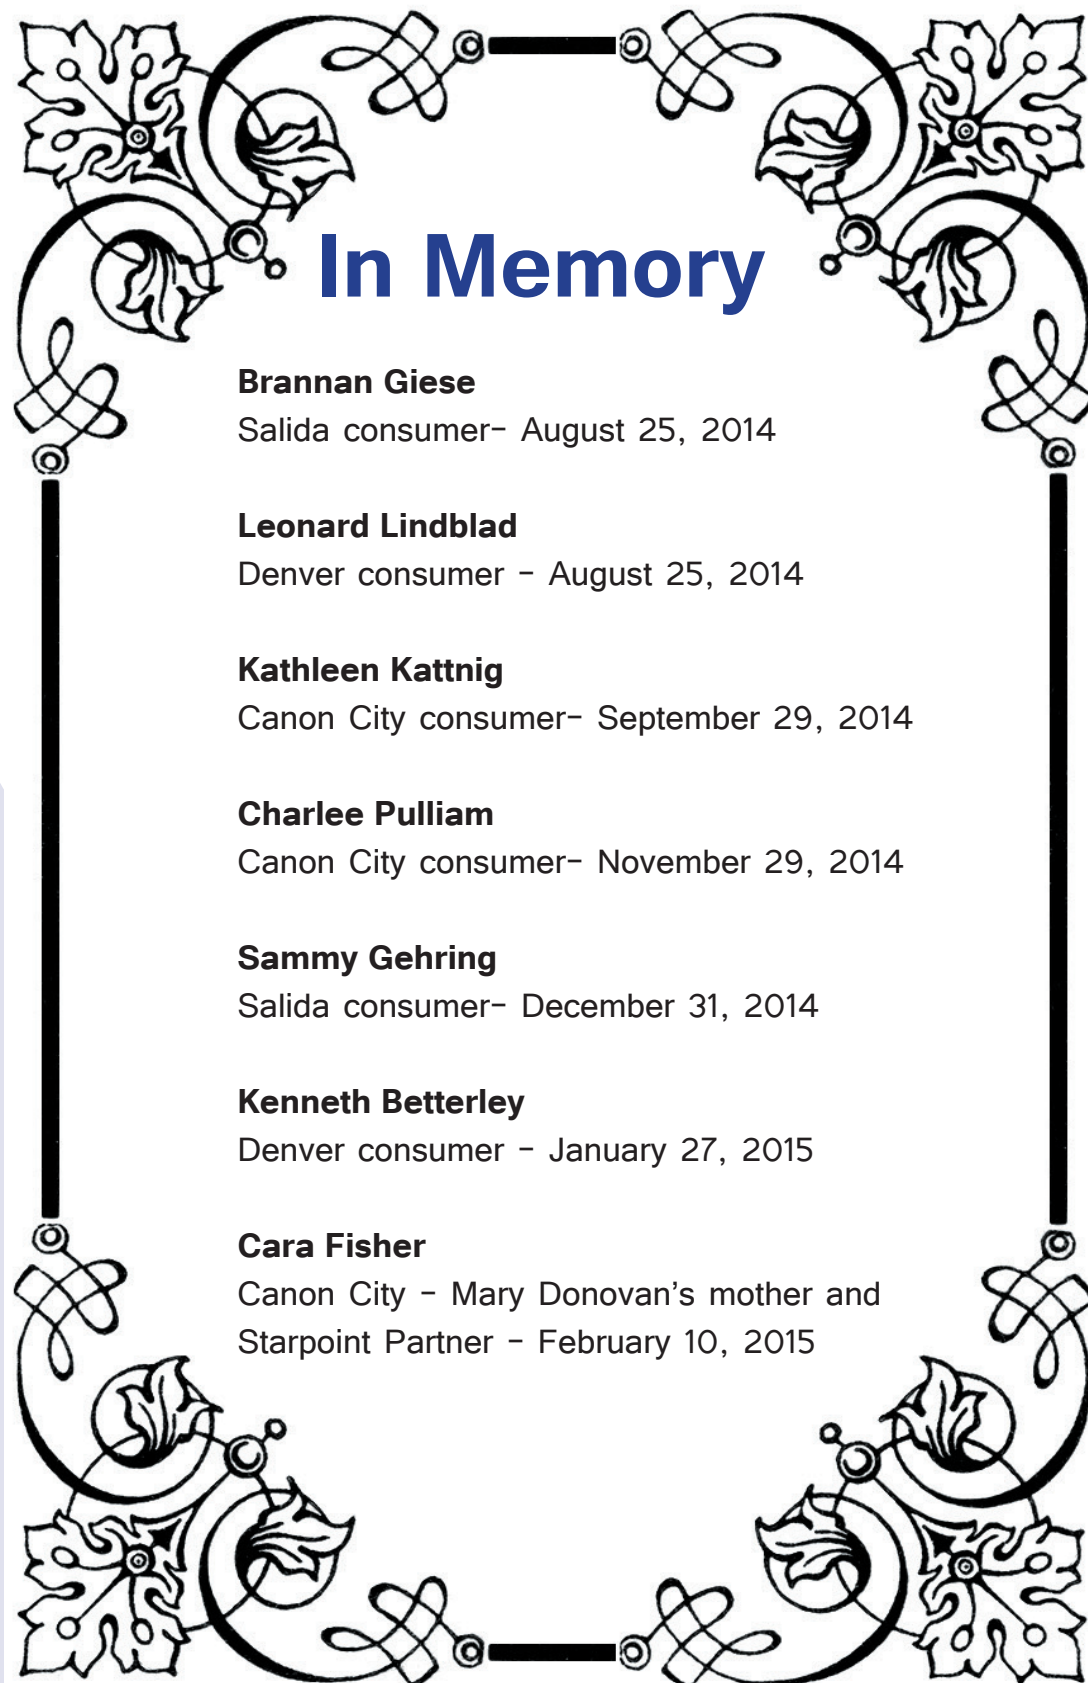 In Memory
Brannan Giese
Salida consumer– August 25, 2014
Leonard Lindblad
Denver consumer – August 25, 2014
Kathleen Kattnig
Canon City consumer– September 29, 2014
Charlee Pulliam
Canon City consumer– November 29, 2014
Sammy Gehring
Salida consumer– December 31, 2014
Kenneth Betterley
Denver consumer – January 27, 2015
Cara Fisher
Canon City – Mary Donovan’s mother and
Starpoint Partner – February 10, 2015